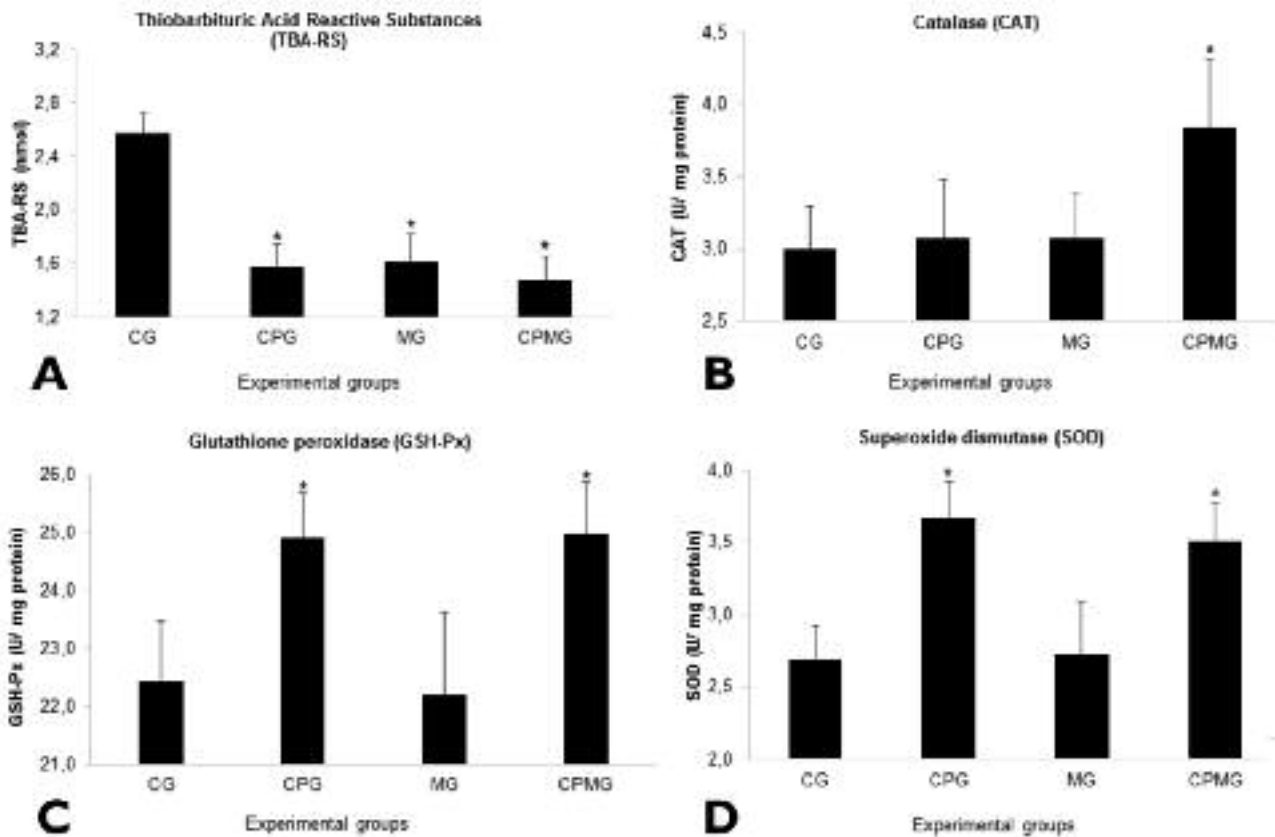 Thiobarbituric Acid Reactive Substances
(TBA-RS)
TBA-RS (nmol)
3,2
2,8
2,4
2,0
1,6
1,2
*
*
*
CG CPG MG CPMG
A
Experimental groups
Catalase (CAT)
CAT (U/ mg protein)
4,5
4,0
3,5
3,0
2,5
*
CG CPG MG CPMG
B
Experimental groups
Glutathione peroxidase (GSH-Px)
GSH-Px (U/ mg protein)
26,0
25,0
24,0
23,0
22,0
21,0
*
*
CG CPG MG CPMG
C
Experimental groups
Superoxide dismutase (SOD)
SOD (U/ mg protein)
4,0
3,5
3,0
2,5
2,0
*
*
CG CPG MG CPMG
D
Experimental groups